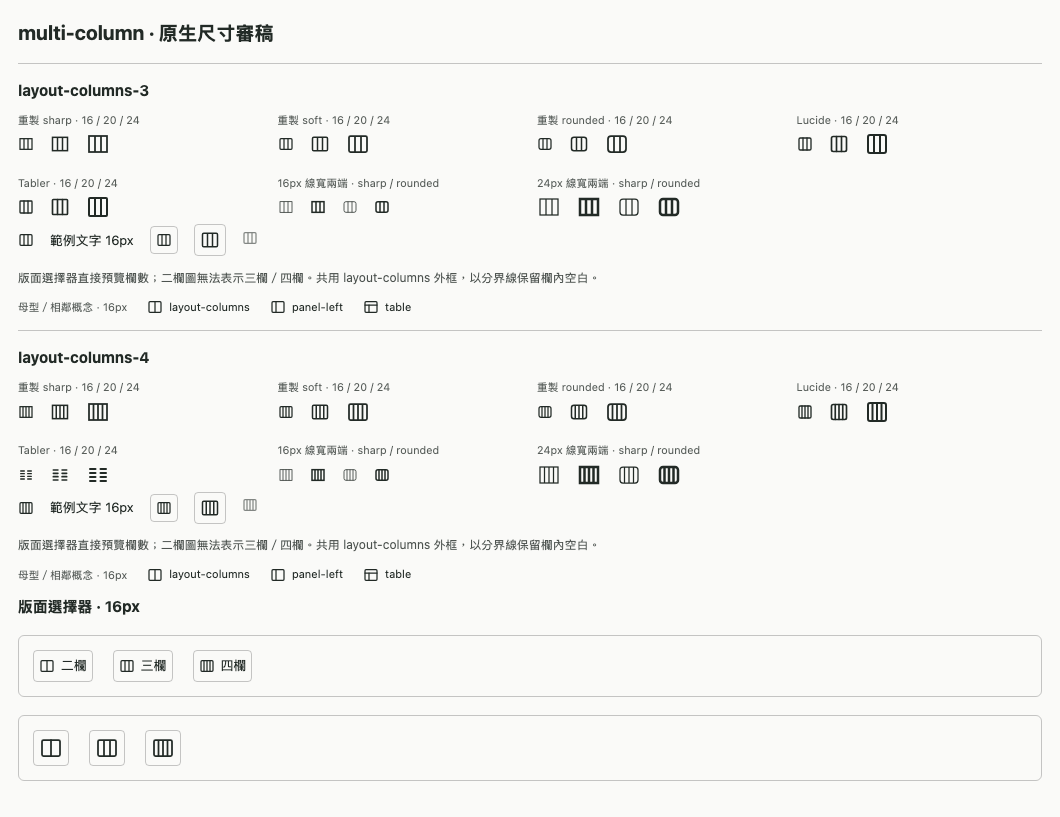 multi-column · 原生尺寸審稿
layout-columns-3
重製 sharp · 16 / 20 / 24
重製 soft · 16 / 20 / 24
重製 rounded · 16 / 20 / 24
Lucide · 16 / 20 / 24
Tabler · 16 / 20 / 24
16px 線寬兩端 · sharp / rounded
24px 線寬兩端 · sharp / rounded
範例文字 16px
版面選擇器直接預覽欄數；二欄圖無法表示三欄 / 四欄。共用 layout-columns 外框，以分界線保留欄內空白。
母型 / 相鄰概念 · 16px layout-columns panel-left table
layout-columns-4
重製 sharp · 16 / 20 / 24
重製 soft · 16 / 20 / 24
重製 rounded · 16 / 20 / 24
Lucide · 16 / 20 / 24
Tabler · 16 / 20 / 24
16px 線寬兩端 · sharp / rounded
24px 線寬兩端 · sharp / rounded
範例文字 16px
版面選擇器直接預覽欄數；二欄圖無法表示三欄 / 四欄。共用 layout-columns 外框，以分界線保留欄內空白。
母型 / 相鄰概念 · 16px layout-columns panel-left table
版面選擇器 · 16px
二欄 三欄 四欄